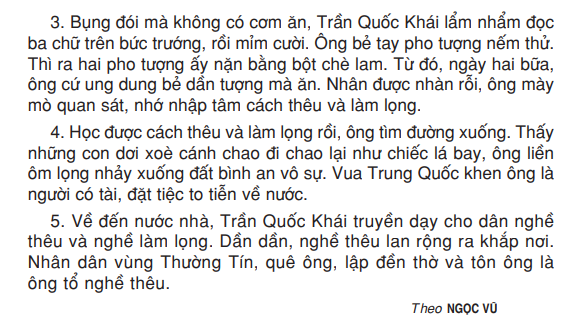 3. Bụng đói mà không có cơm ăn, Trần Quốc Khái lẩm nhẩm đọc
ba chữ trên bức trướng, rồi mỉm cười. Ông bẻ tay pho tượng nếm thử.
Thì ra hai pho tượng ấy nặn bằng bột chè lam. Từ đó, ngày hai bữa,
ông cứ ung dung bẻ dần tượng mà ăn. Nhân được nhàn rỗi, ông mày
mò quan sát, nhớ nhập tâm cách thêu và làm lọng.
4. Học được cách thêu và làm lọng rồi, ông tìm đường xuống. Thấy
những con dơi xoè cánh chao đi chao lại như chiếc lá bay, ông liền
ôm lọng nhảy xuống đất bình an vô sự. Vua Trung Quốc khen ông là
người có tài, đặt tiệc to tiễn về nước.
5. Về đến nước nhà, Trần Quốc Khái truyền dạy cho dân nghề
thêu và nghề làm lọng. Dần dần, nghề thêu lan rộng ra khắp nơi.
Nhân dân vùng Thường Tín, quê ông, lập đền thờ và tôn ông là
ông tổ nghề thêu.
Theo NGỌC VŨ